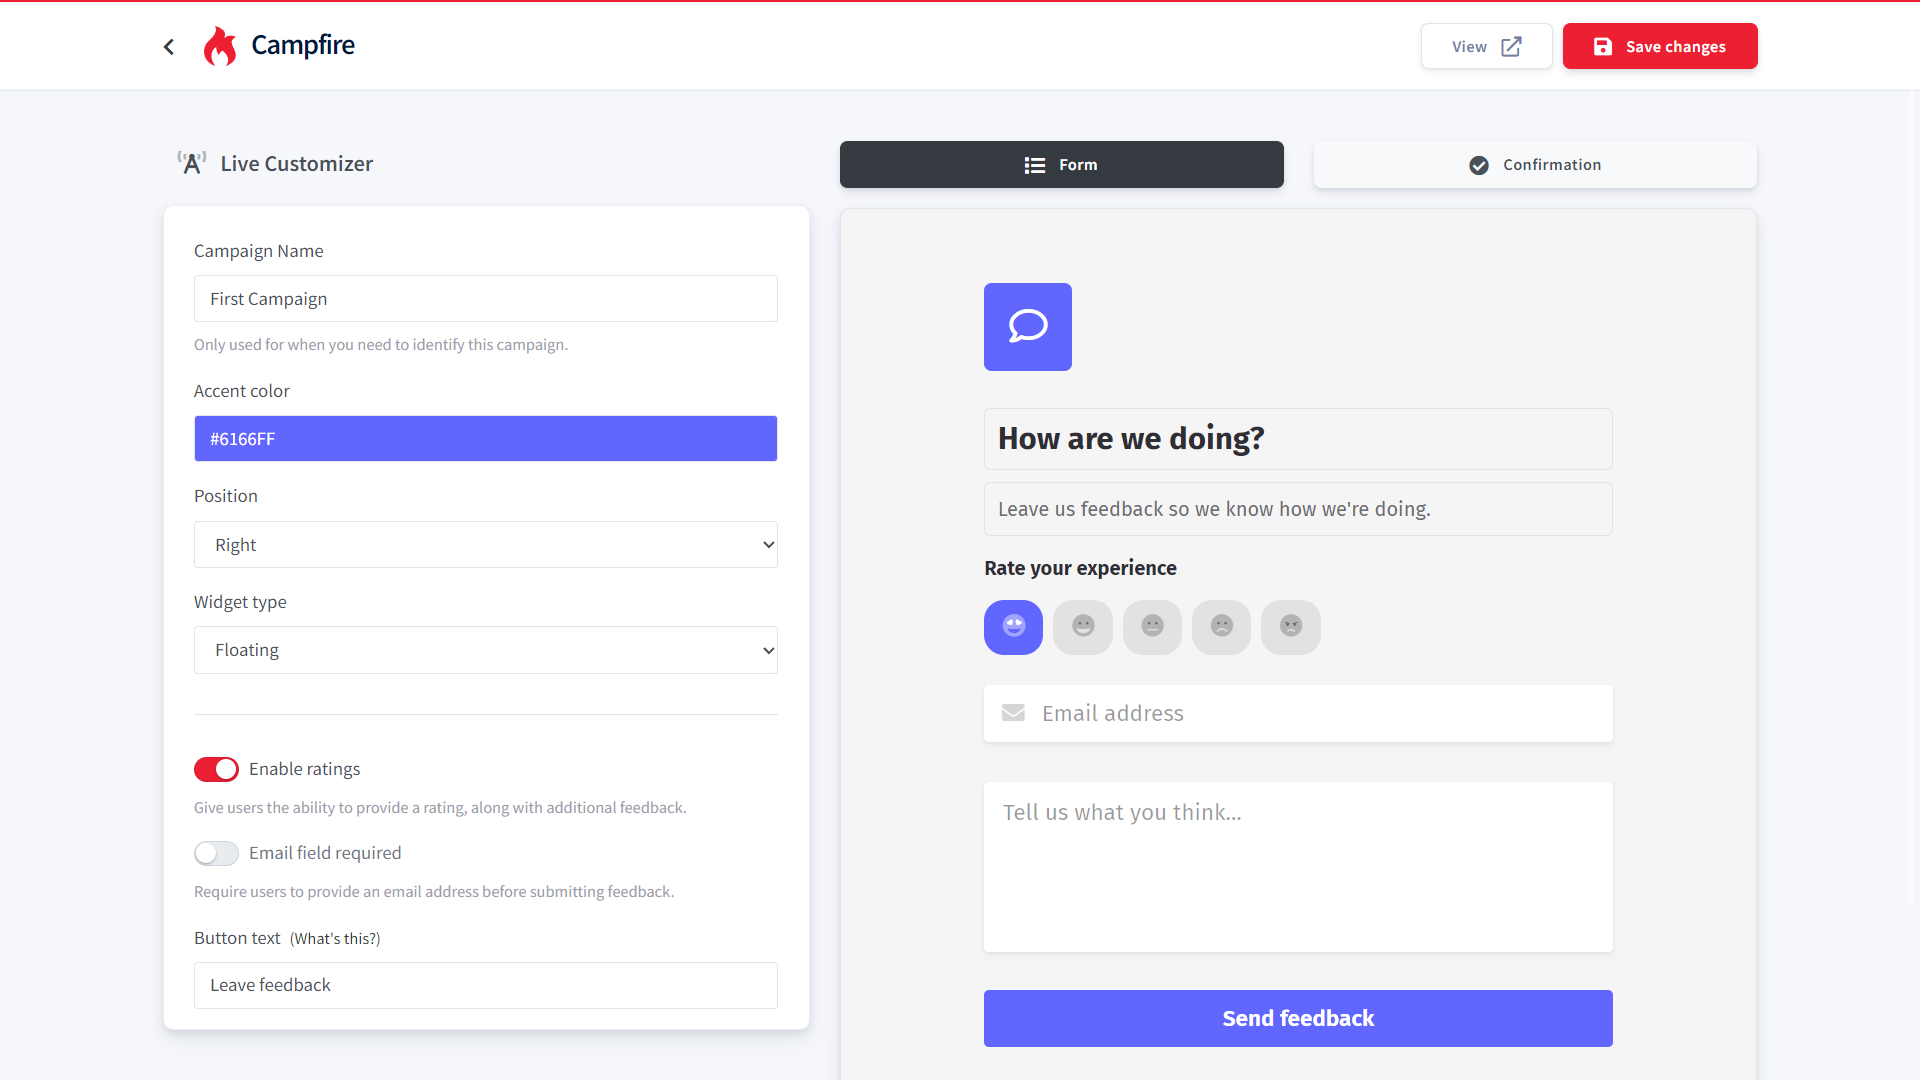 Campfire
View
Save changes
Live Customizer
Form
Confirmation
Campaign Name
First Campaign
Only used for when you need to identify this campaign.
Accent color
#6166FF
Position
Right
Widget type
Floating
Enable ratings
Give users the ability to provide a rating, along with additional feedback.
Email field required
Require users to provide an email address before submitting feedback.
Button text (What's this?)
Leave feedback
How are we doing?
Leave us feedback so we know how we're doing.
Rate your experience
Email address
Tell us what you think...
Send feedback